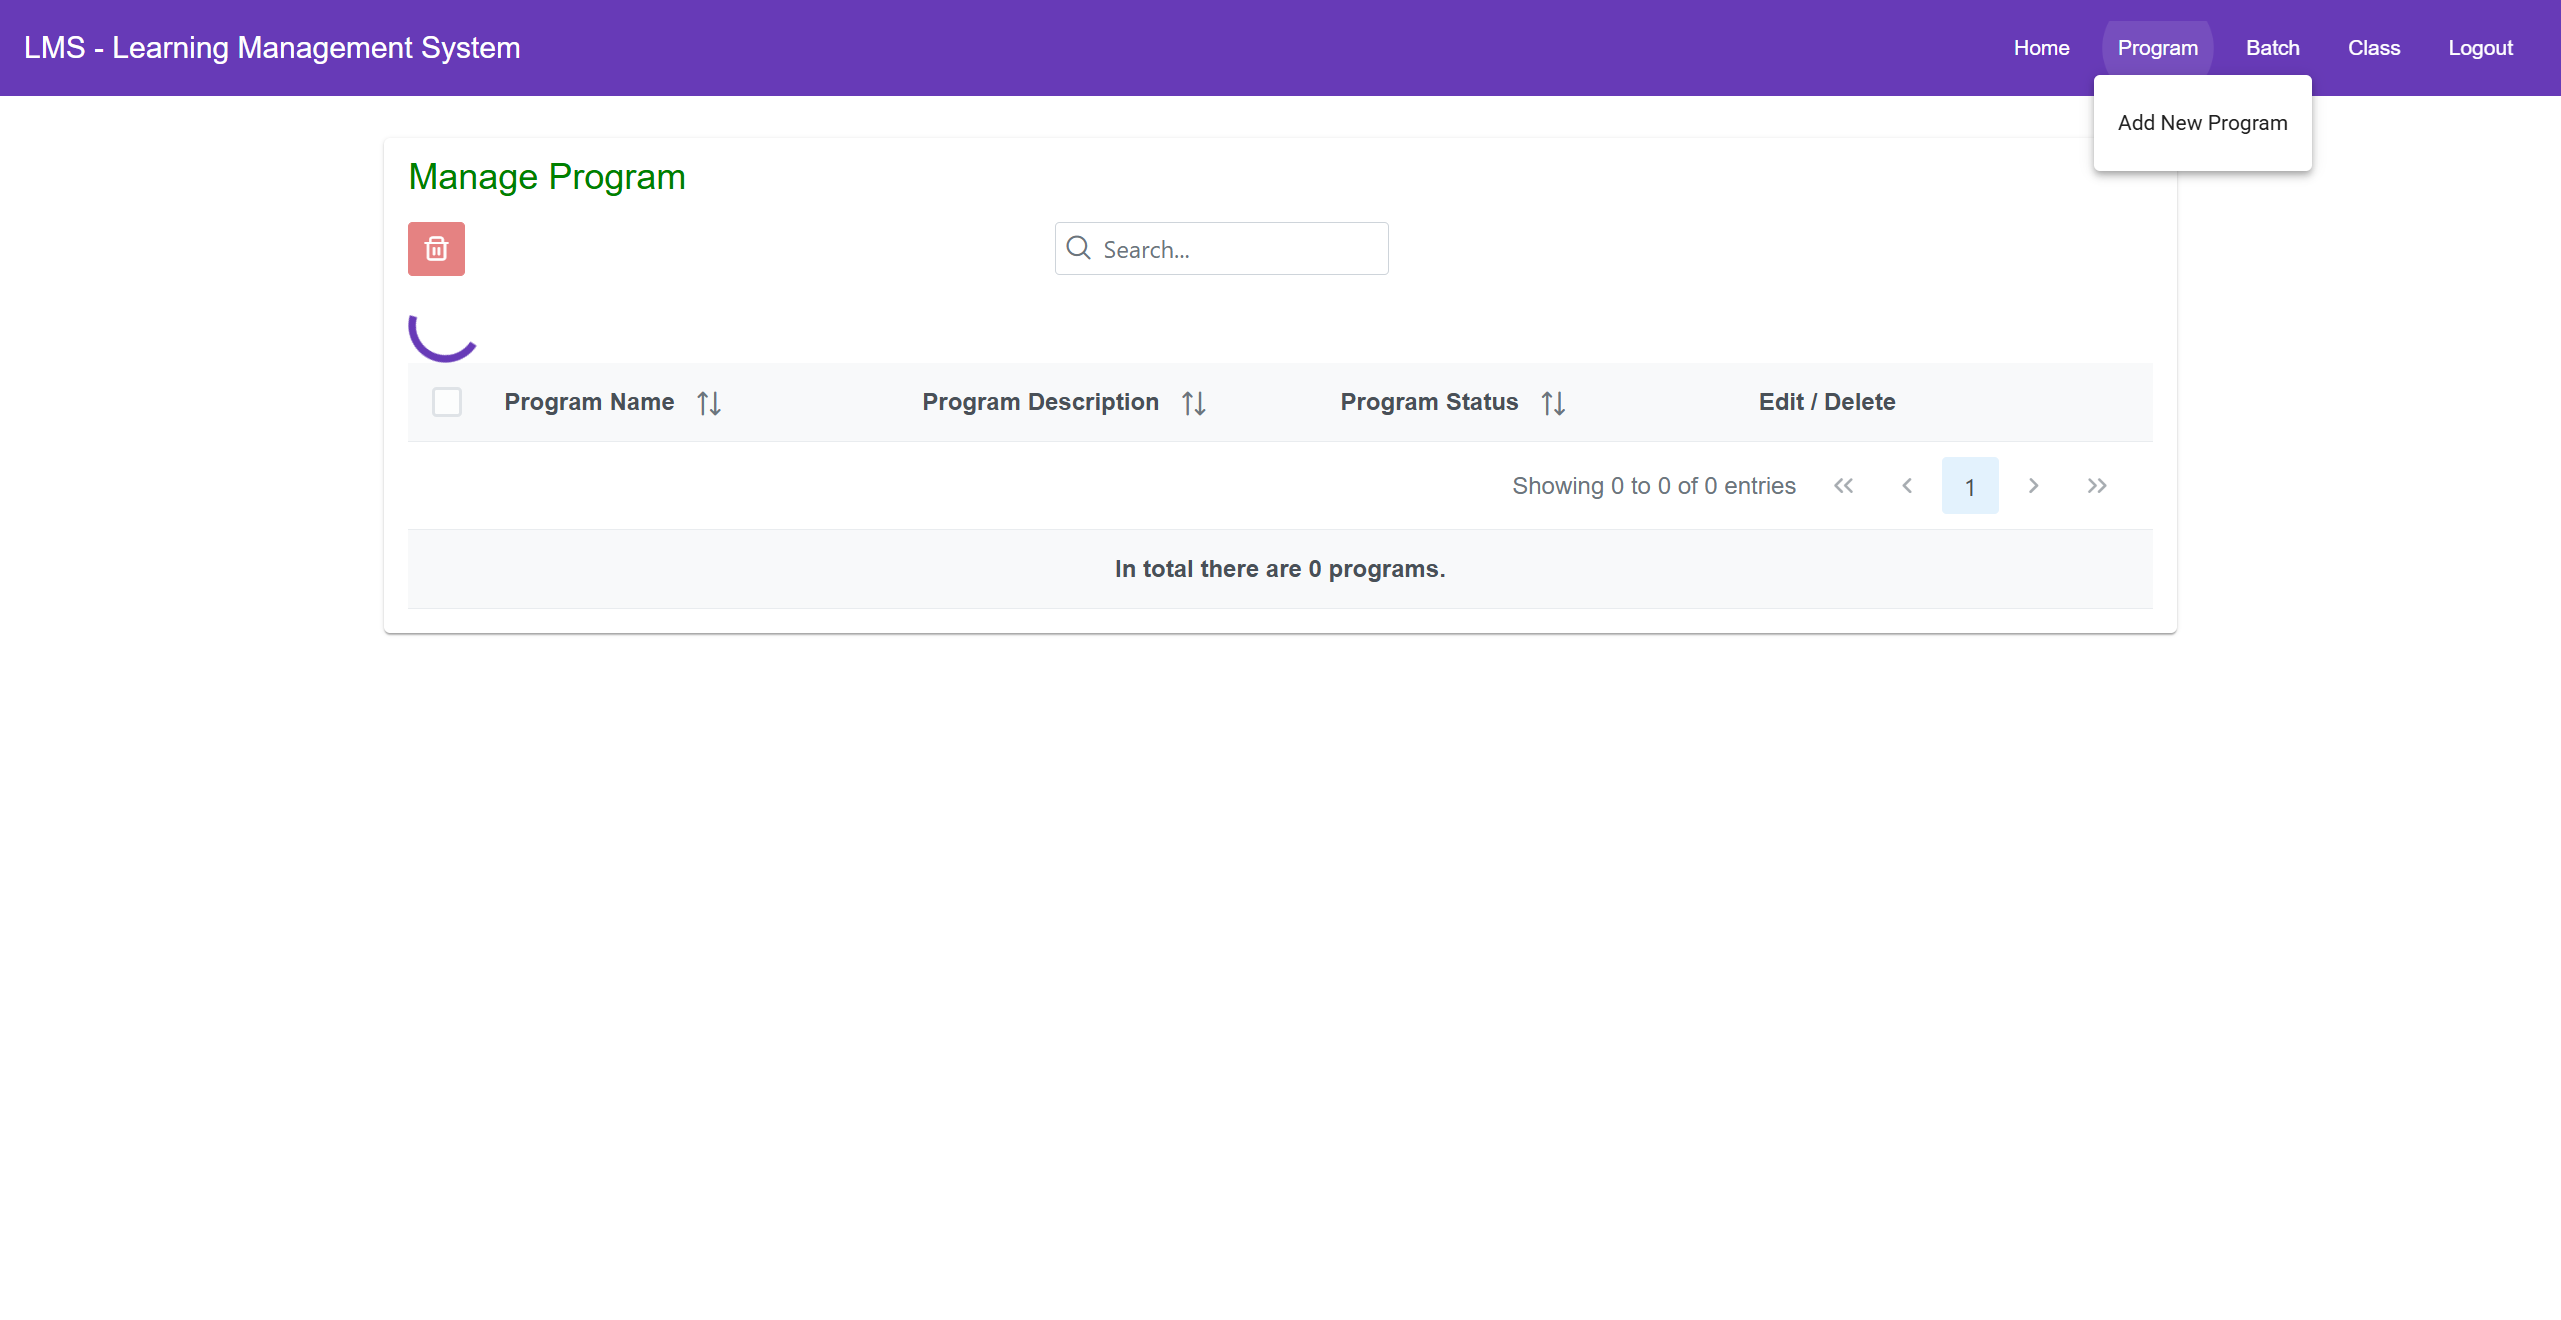 LMS - Learning Management System
Home Program Batch Class Logout
Add New Program
Manage Program
Search...
Program Name Program Description Program Status Edit / Delete
Showing 0 to 0 of 0 entries 1
In total there are 0 programs.